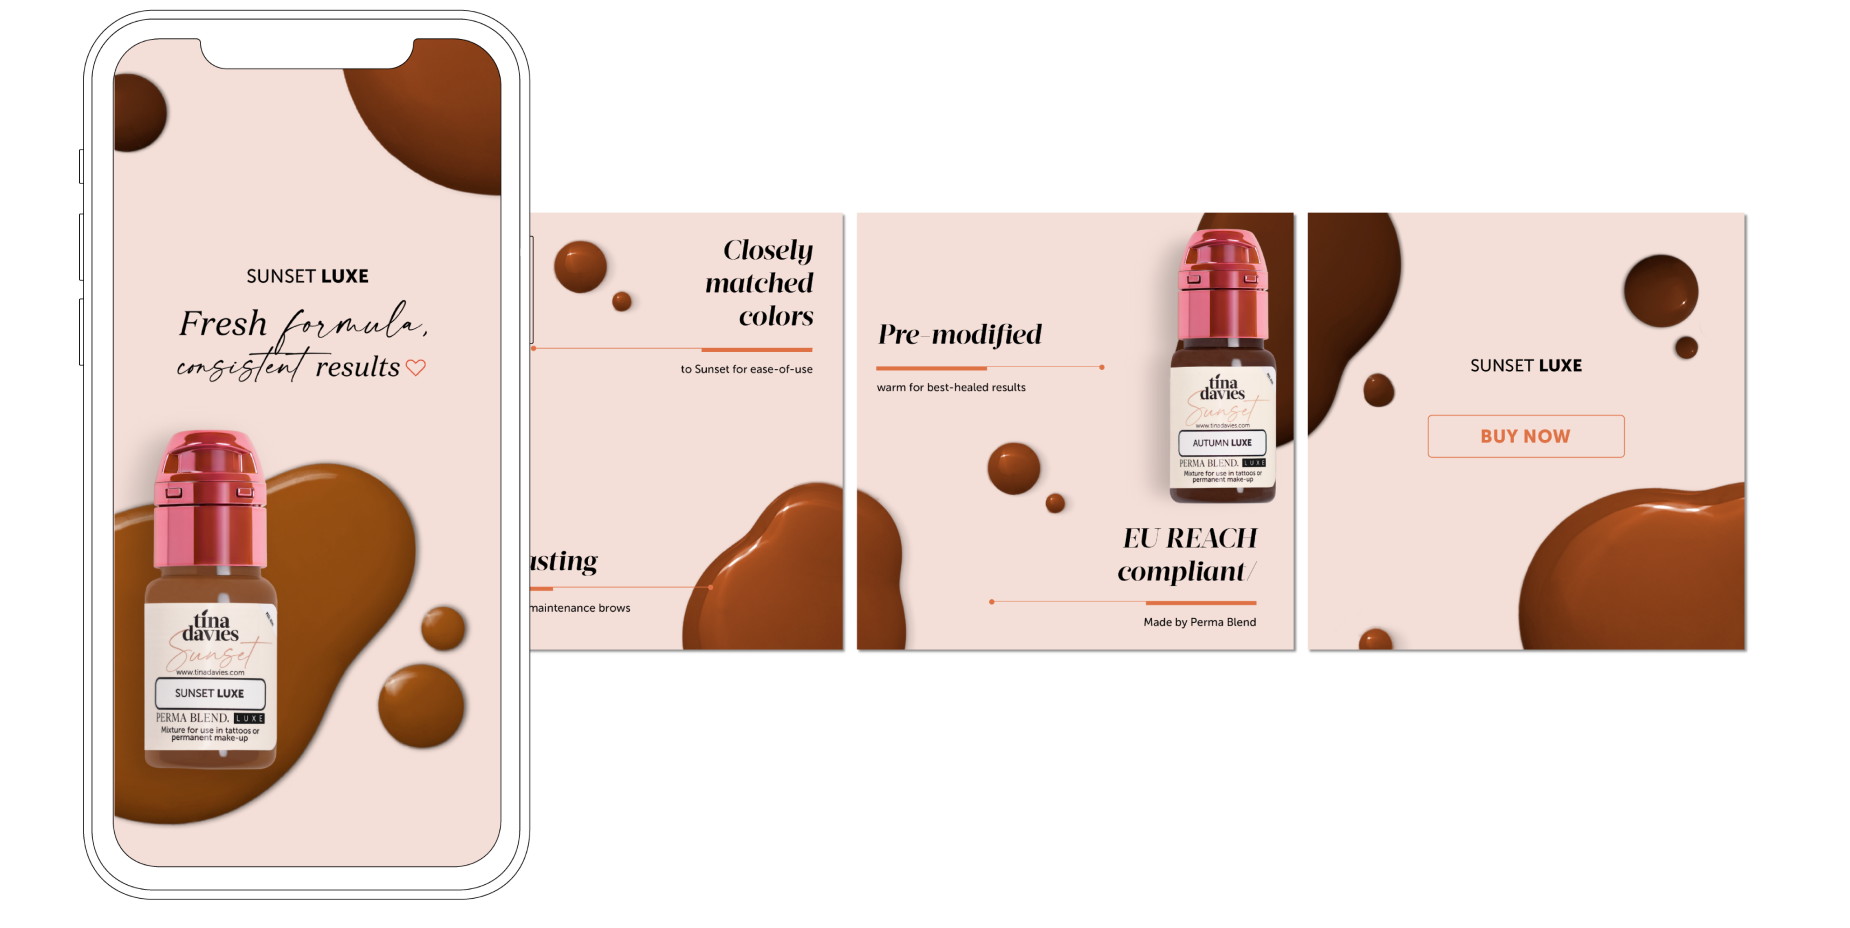 SUNSET LUXE
Fresh formula,
consistent results
tina
davies
Sunset
www.tinadavies.com
SUNSET LUXE
PERMA BLEND. LUXE
Mixture for use in tattoos or
permanent make-up
Closely
matched
colors
to Sunset for ease-of-use
asting
maintenance brows
Pre-modified
warm for best-healed results
tina
davies
Sunset
www.tinadavies.com
AUTUMN LUXE
PERMA BLEND. LUXE
Mixture for use in tattoos or
permanent make-up
EU REACH
compliant/
Made by Perma Blend
SUNSET LUXE
BUY NOW